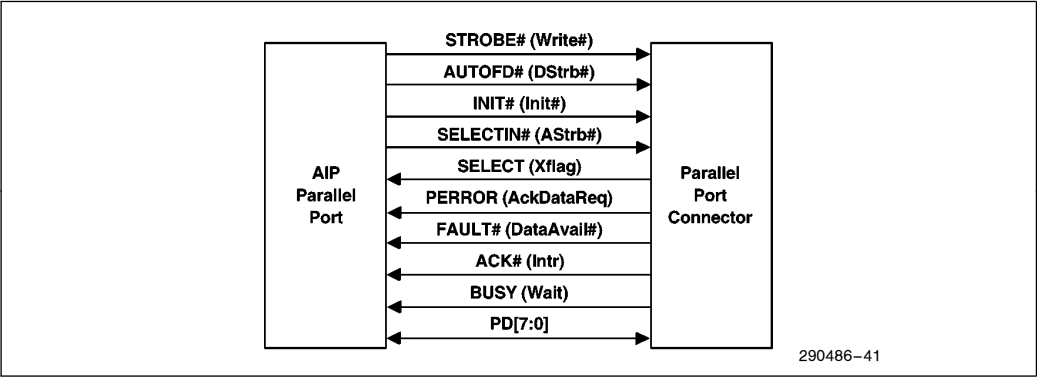 STROBE# (Write#)
AUTOFD# (DStrb#)
INIT# (Init#)
SELECTIN# (AStrb#)
SELECT (Xflag)
PERROR (AckDataReq)
FAULT# (DataAvail#)
ACK# (Intr)
BUSY (Wait)
PD[7:0]
AIP
Parallel
Port
Parallel
Port
Connector
290486–41